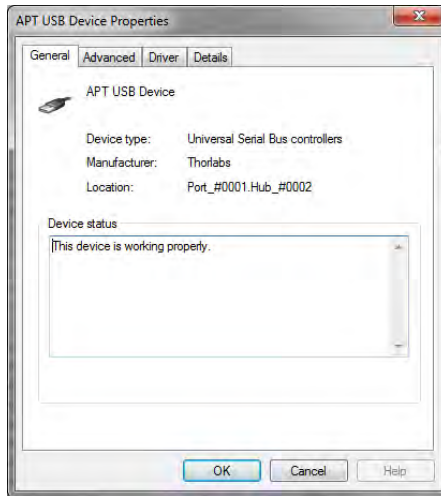 APT USB Device Properties
General Advanced Driver Details
APT USB Device
Device type: Universal Serial Bus controllers
Manufacturer: Thorlabs
Location: Port_#0001.Hub_#0002
Device status
This device is working properly.
OK Cancel Help